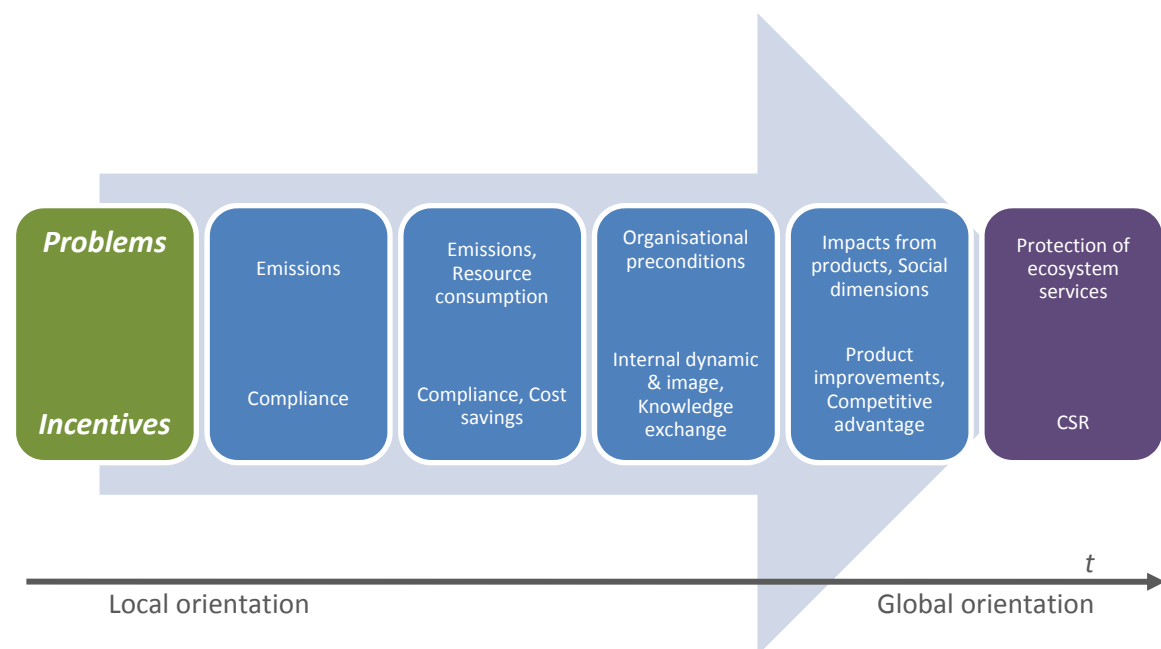 Problems
Incentives
Emissions
Compliance
Emissions,
Resource
consumption
Compliance, Cost
savings
Organisational
preconditions
Internal dynamic
& image,
Knowledge
exchange
Impacts from
products, Social
dimensions
Product
improvements,
Competitive
advantage
Protection of
ecosystem
services
CSR
t
Local orientation
Global orientation